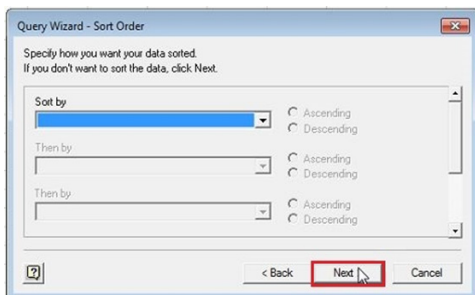 Query Wizard - Sort Order
Specify how you want your data sorted.
If you don't want to sort the data, click Next.
Sort by
Ascending
Descending
Then by
Ascending
Descending
Then by
Ascending
Descending
< Back Next Cancel